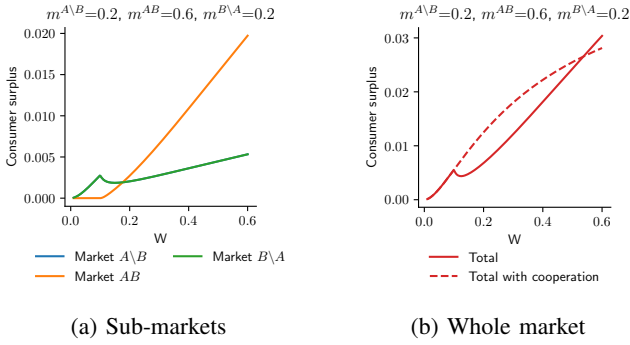 m^{A\B}=0.2, m^{AB}=0.6, m^{B\A}=0.2
Consumer surplus
0.020
0.015
0.010
0.005
0.000
0.0 0.2 0.4 0.6
W
Market A\B
Market B\A
Market AB
(a) Sub-markets
m^{A\B}=0.2, m^{AB}=0.6, m^{B\A}=0.2
Consumer surplus
0.03
0.02
0.01
0.00
0.0 0.2 0.4 0.6
W
Total
Total with cooperation
(b) Whole market